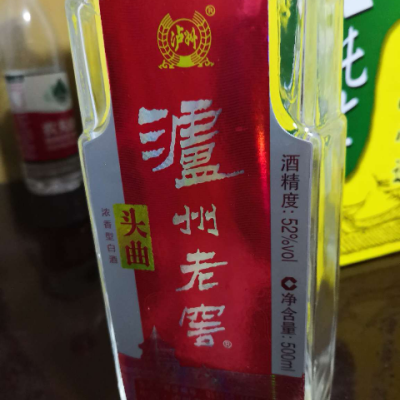 泸州
®
泸州老窖®
头曲
浓香型白酒
酒精度:52%vol
净含量:500ml